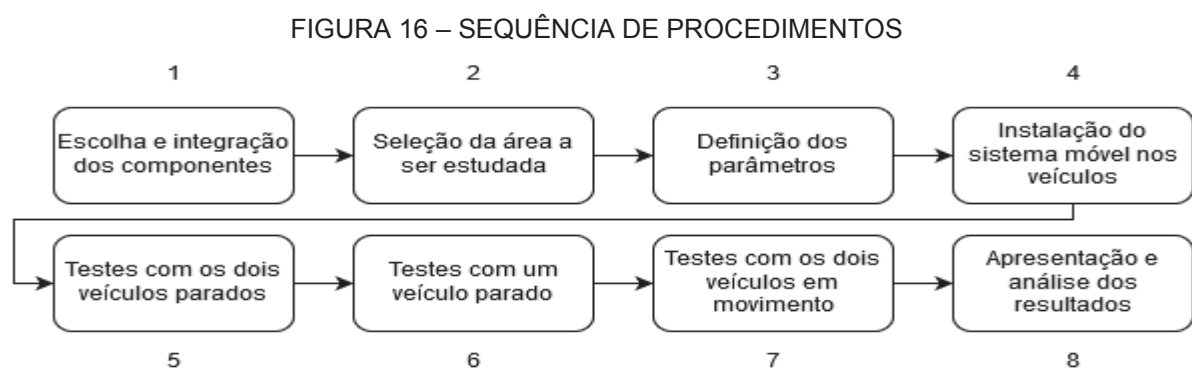 FIGURA 16 – SEQUÊNCIA DE PROCEDIMENTOS
1
2
3
4
Escolha e integração
dos componentes
Seleção da área a
ser estudada
Definição dos
parâmetros
Instalação do
sistema móvel nos
veículos
Testes com os dois
veículos parados
Testes com um
veículo parado
Testes com os dois
veículos em
movimento
Apresentação e
análise dos
resultados
5
6
7
8